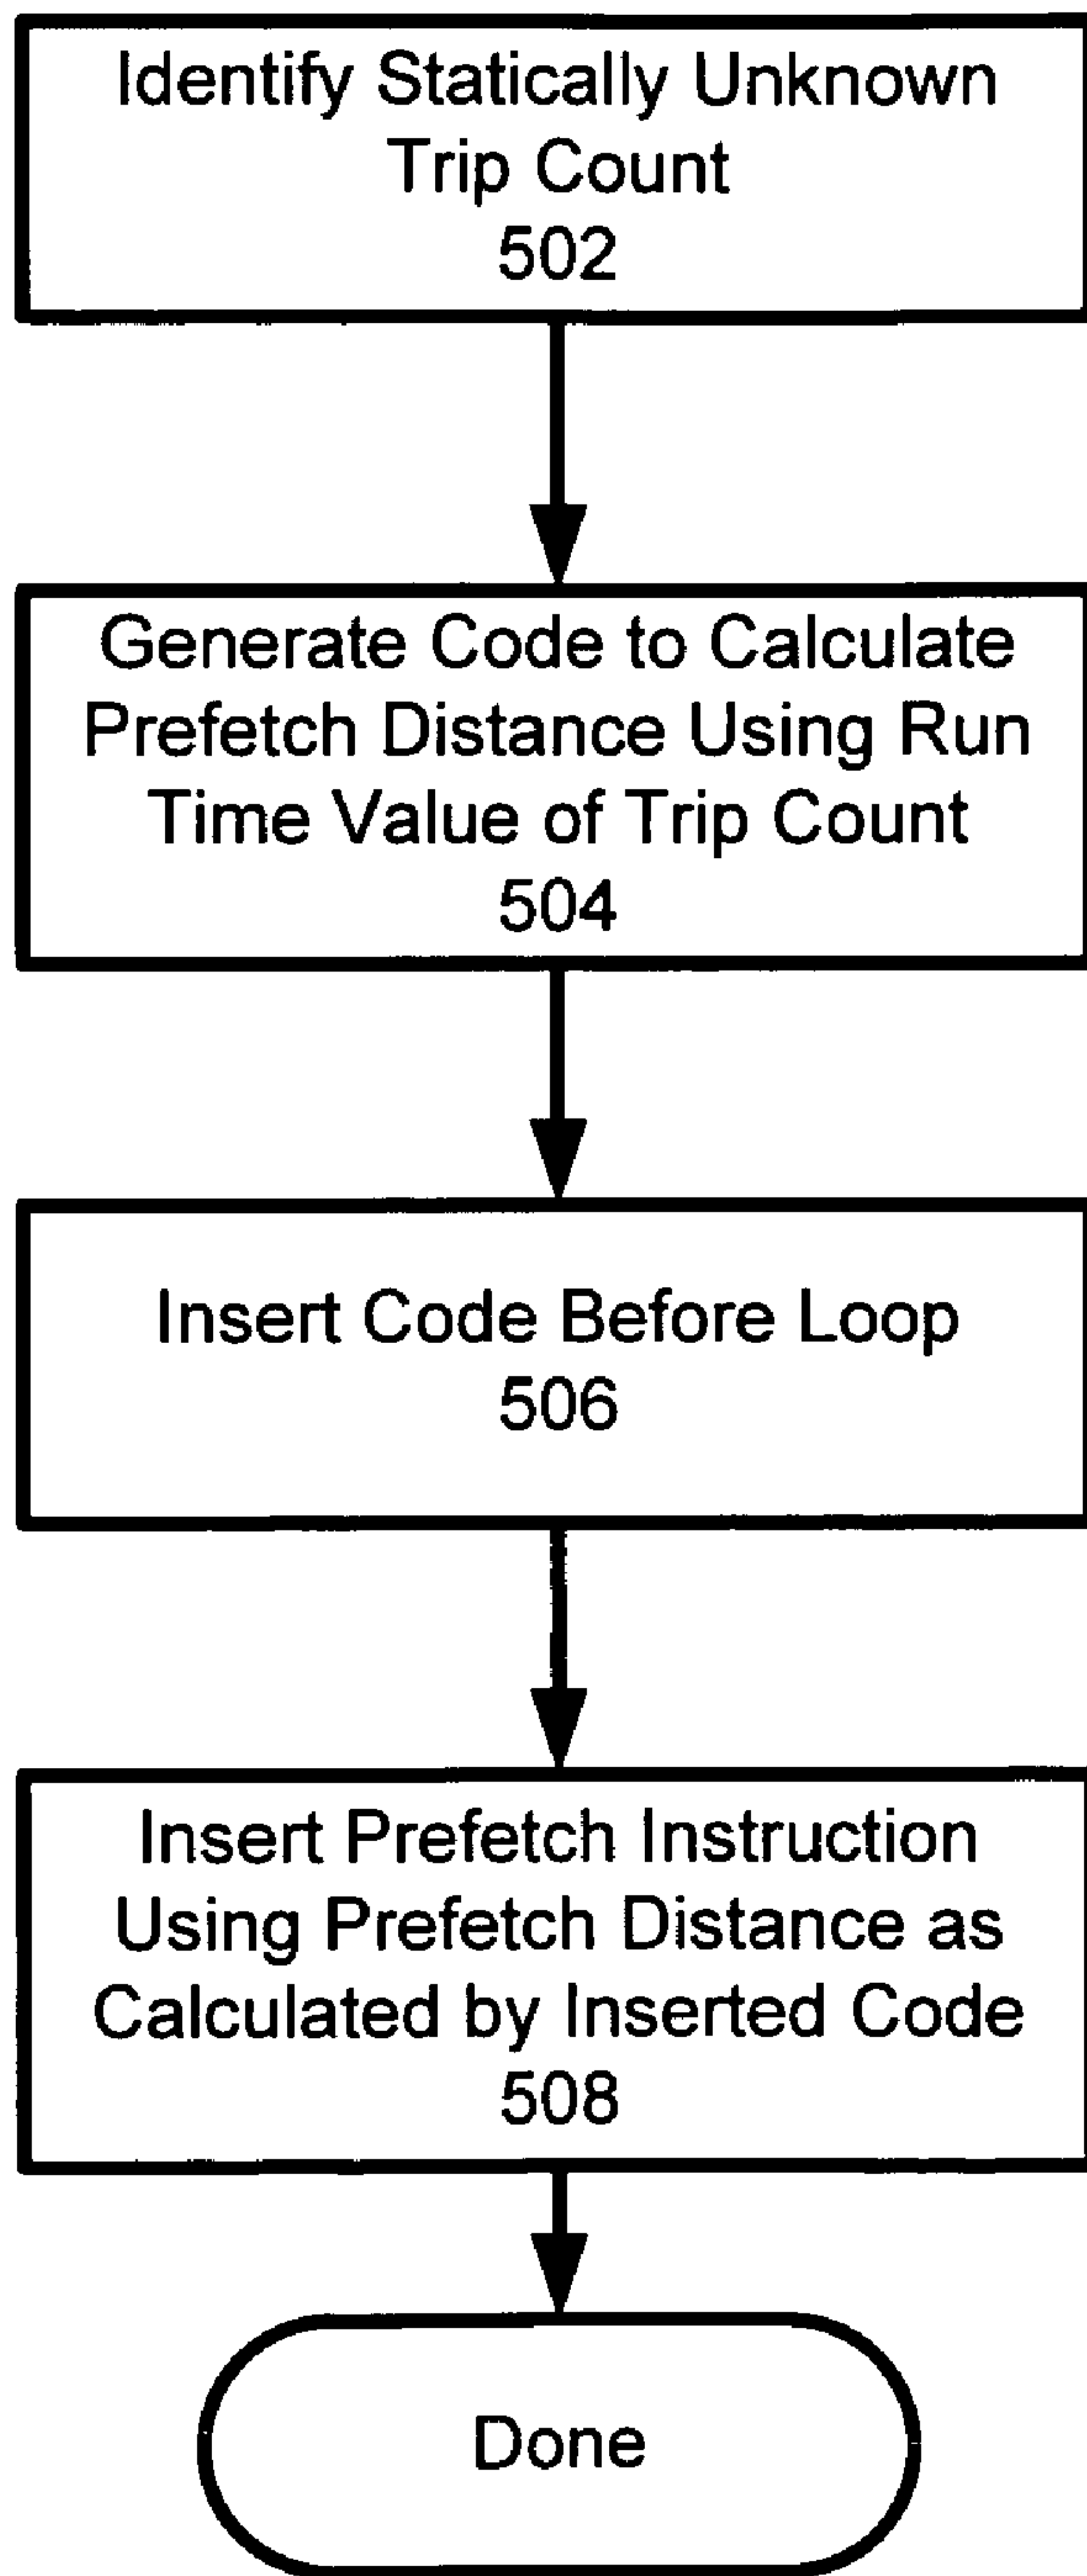 Identify Statically Unknown
Trip Count
502
Generate Code to Calculate
Prefetch Distance Using Run
Time Value of Trip Count
504
Insert Code Before Loop
506
Insert Prefetch Instruction
Using Prefetch Distance as
Calculated by Inserted Code
508
Done